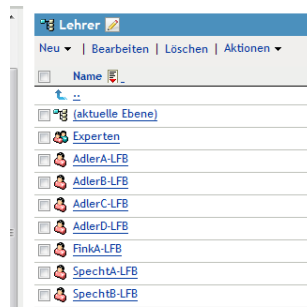 Lehrer
Neu | Bearbeiten | Löschen | Aktionen
Name
..
(aktuelle Ebene)
Experten
AdlerA-LFB
AdlerB-LFB
AdlerC-LFB
AdlerD-LFB
FinkA-LFB
SpechtA-LFB
SpechtB-LFB